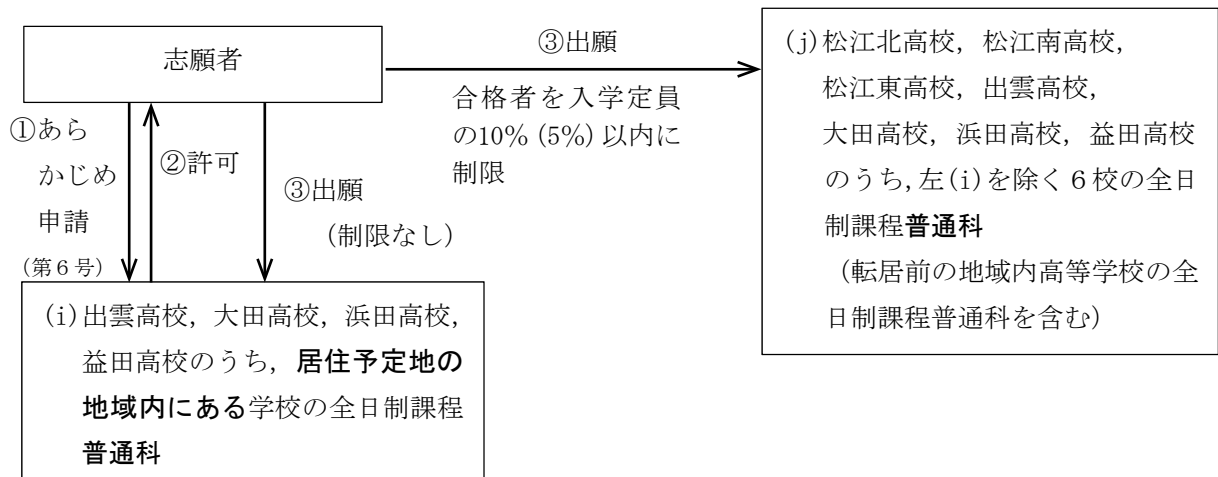 志願者
①あら
かじめ
申請
(第６号)
②許可
③出願
（制限なし）
③出願
合格者を入学定員
の10％(5％)以内に
制限
(i)出雲高校，大田高校，浜田高校，
益田高校のうち，居住予定地の
地域内にある学校の全日制課程
普通科
(j)松江北高校，松江南高校，
松江東高校，出雲高校，
大田高校，浜田高校，益田高校
のうち,左(i)を除く６校の全日
制課程普通科
（転居前の地域内高等学校の全
日制課程普通科を含む）